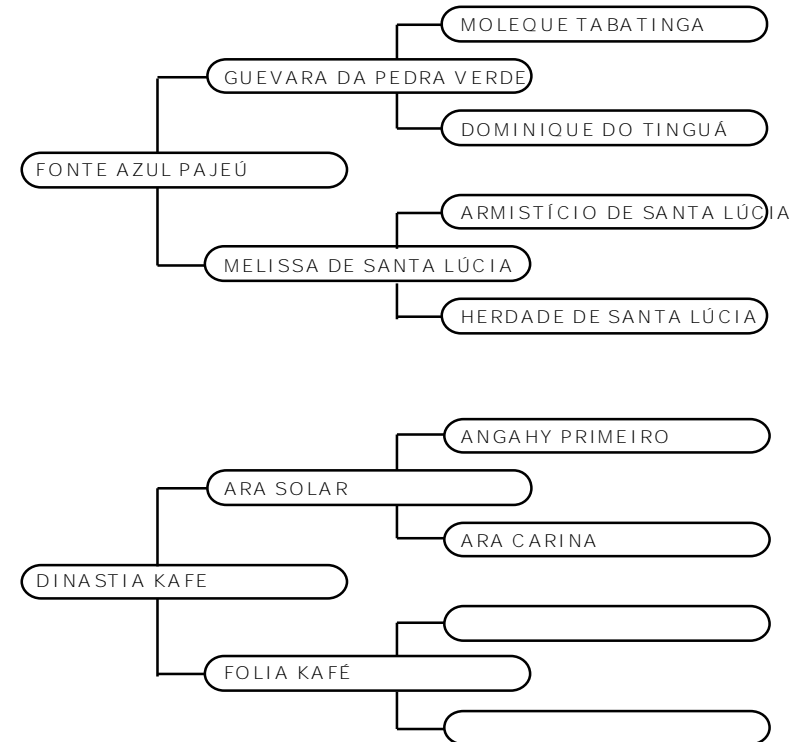 MOLEQUE TABATINGA
GUEVARA DA PEDRA VERDE
DOMINIQUE DO TINGUÁ
FONTE AZUL PAJEÚ
ARMISTÍCIO DE SANTA LÚCIA
MELISSA DE SANTA LÚCIA
HERDADE DE SANTA LÚCIA
ANGAHY PRIMEIRO
ARA SOLAR
ARA CARINA
DINASTIA KAFE
FOLIA KAFÉ